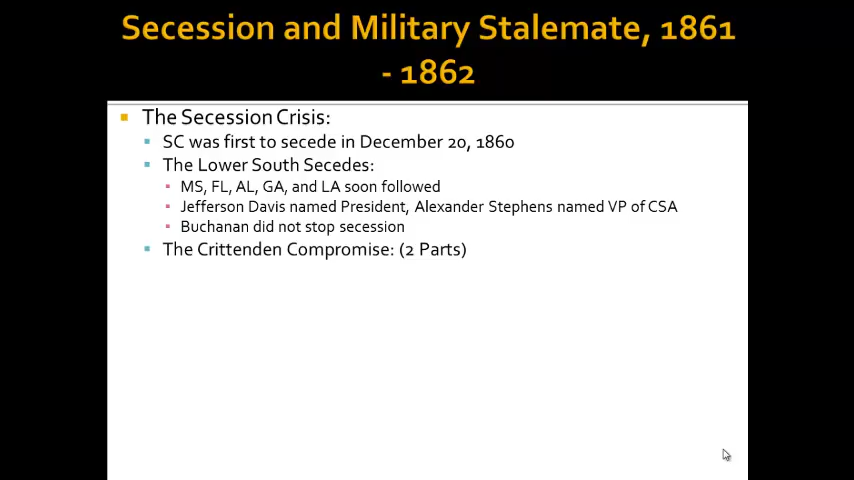 Secession and Military Stalemate, 1861
- 1862
The Secession Crisis:
SC was first to secede in December 20, 1860
The Lower South Secedes:
MS, FL, AL, GA, and LA soon followed
Jefferson Davis named President, Alexander Stephens named VP of CSA
Buchanan did not stop secession
The Crittenden Compromise: (2 Parts)